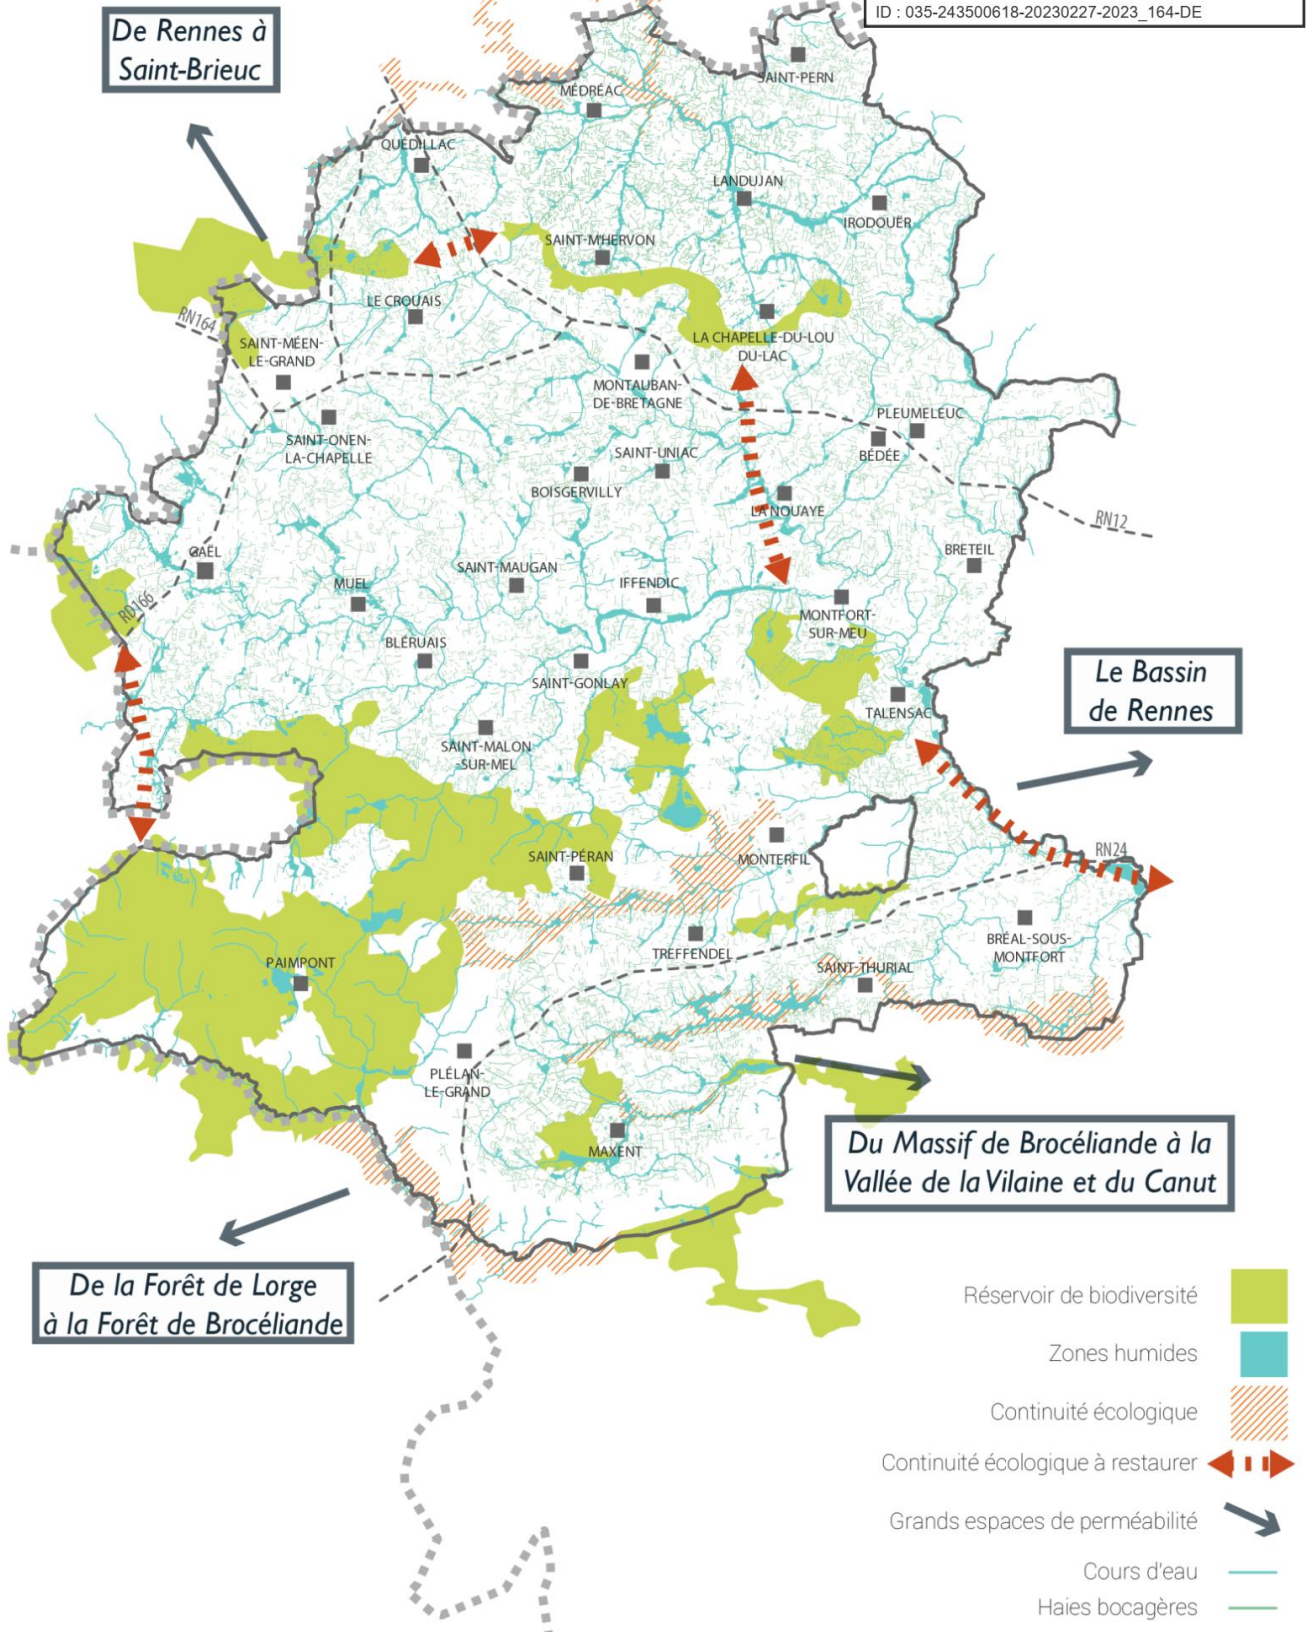 ID : 035-243500618-20230227-2023_164-DE
De Rennes à
Saint-Brieuc
SAINT-PERN
MÉDRÉAC
QUÉDILLAC
LANDUJAN
IRODOUËR
SAINT-M'HERVON
LE CROUAIS
RN164
SAINT-MÉEN-
LE-GRAND
LA CHAPELLE-DU-LOU
DU-LAC
MONTAUBAN-
DE-BRETAGNE
PLEUMELEUC
BÉDÉE
SAINT-ONEN-
LA-CHAPELLE
SAINT-UNIAC
BOISGERVILLY
LA NOUAYE
RN12
GAËL
BRETEIL
SAINT-MAUGAN
IFFENDIC
MUEL
RD166
MONTFORT-
SUR-MEU
BLÉRUAIS
SAINT-GONLAY
Le Bassin
de Rennes
TALENSAC
SAINT-MALON
-SUR-MEL
SAINT-PÉRAN
MONTERFIL
RN24
BRÉAL-SOUS-
MONTFORT
TREFFENDEL
PAIMPONT
SAINT-THURIAL
PLÉLAN-
LE-GRAND
MAXENT
Du Massif de Brocéliande à la
Vallée de la Vilaine et du Canut
De la Forêt de Lorge
à la Forêt de Brocéliande
Réservoir de biodiversité
Zones humides
Continuité écologique
Continuité écologique à restaurer
Grands espaces de perméabilité
Cours d'eau
Haies bocagères